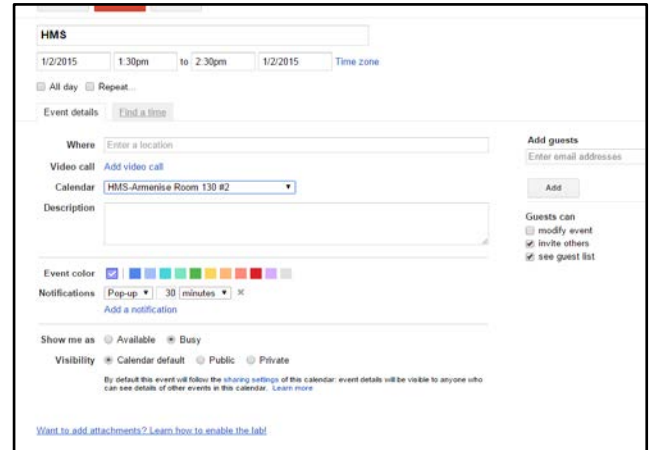 HMS
1/2/2015 1:30pm to 2:30pm 1/2/2015 Time zone
All day Repeat...
Event details Find a time
Where Enter a location
Video call Add video call
Calendar HMS-Armenise Room 130 #2
Description
Event color
Notifications Pop-up 30 minutes ×
Add a notification
Show me as Available Busy
Visibility Calendar default Public Private
By default this event will follow the sharing settings of this calendar: event details will be visible to anyone who
can see details of other events in this calendar. Learn more
Want to add attachments? Learn how to enable the lab!
Add guests
Enter email addresses
Add
Guests can
modify event
invite others
see guest list